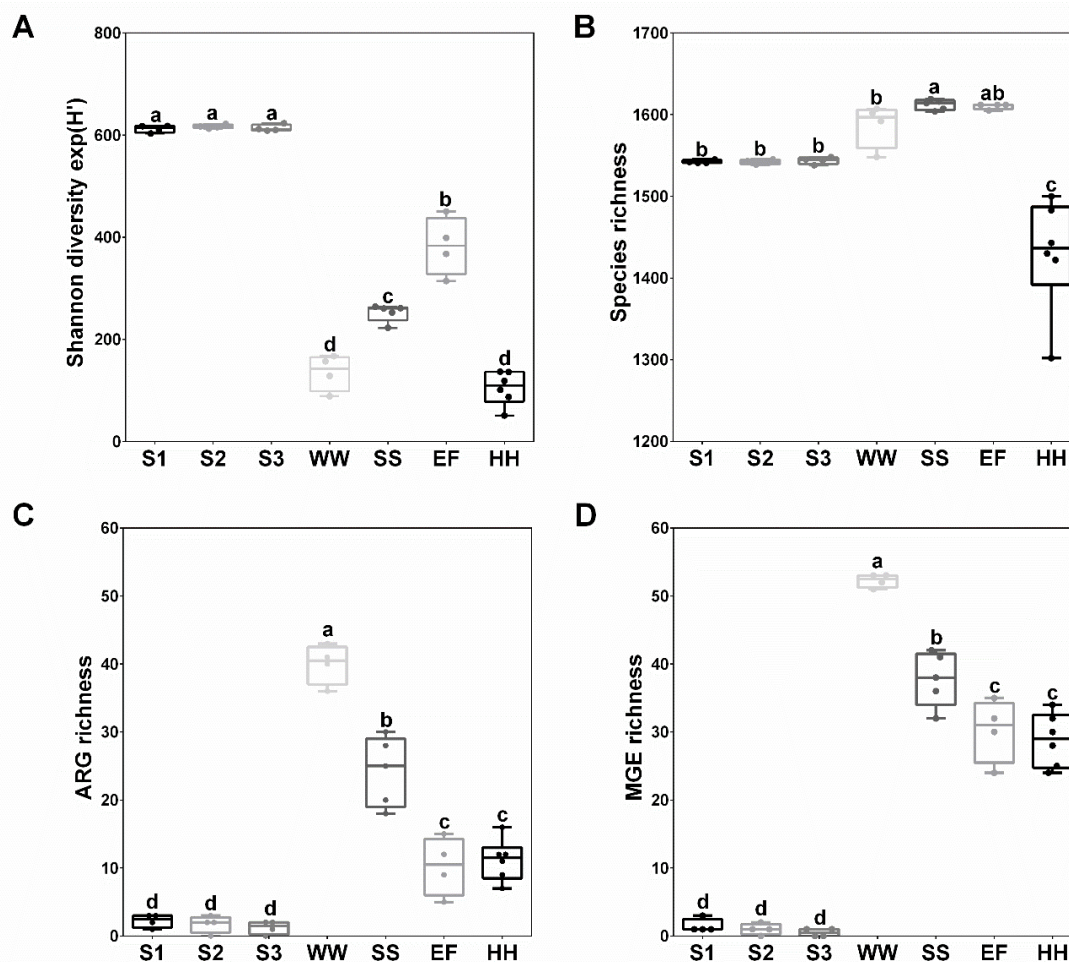 A
Shannon diversity exp(H')
800
600
400
200
0
a
a
a
d
c
b
d
S1 S2 S3 WW SS EF HH
B
Species richness
1700
1600
1500
1400
1300
1200
b
b
b
b
a
ab
c
S1 S2 S3 WW SS EF HH
C
ARG richness
60
50
40
30
20
10
0
d
d
d
a
b
c
c
S1 S2 S3 WW SS EF HH
D
MGE richness
60
50
40
30
20
10
0
d
d
d
a
b
c
c
S1 S2 S3 WW SS EF HH